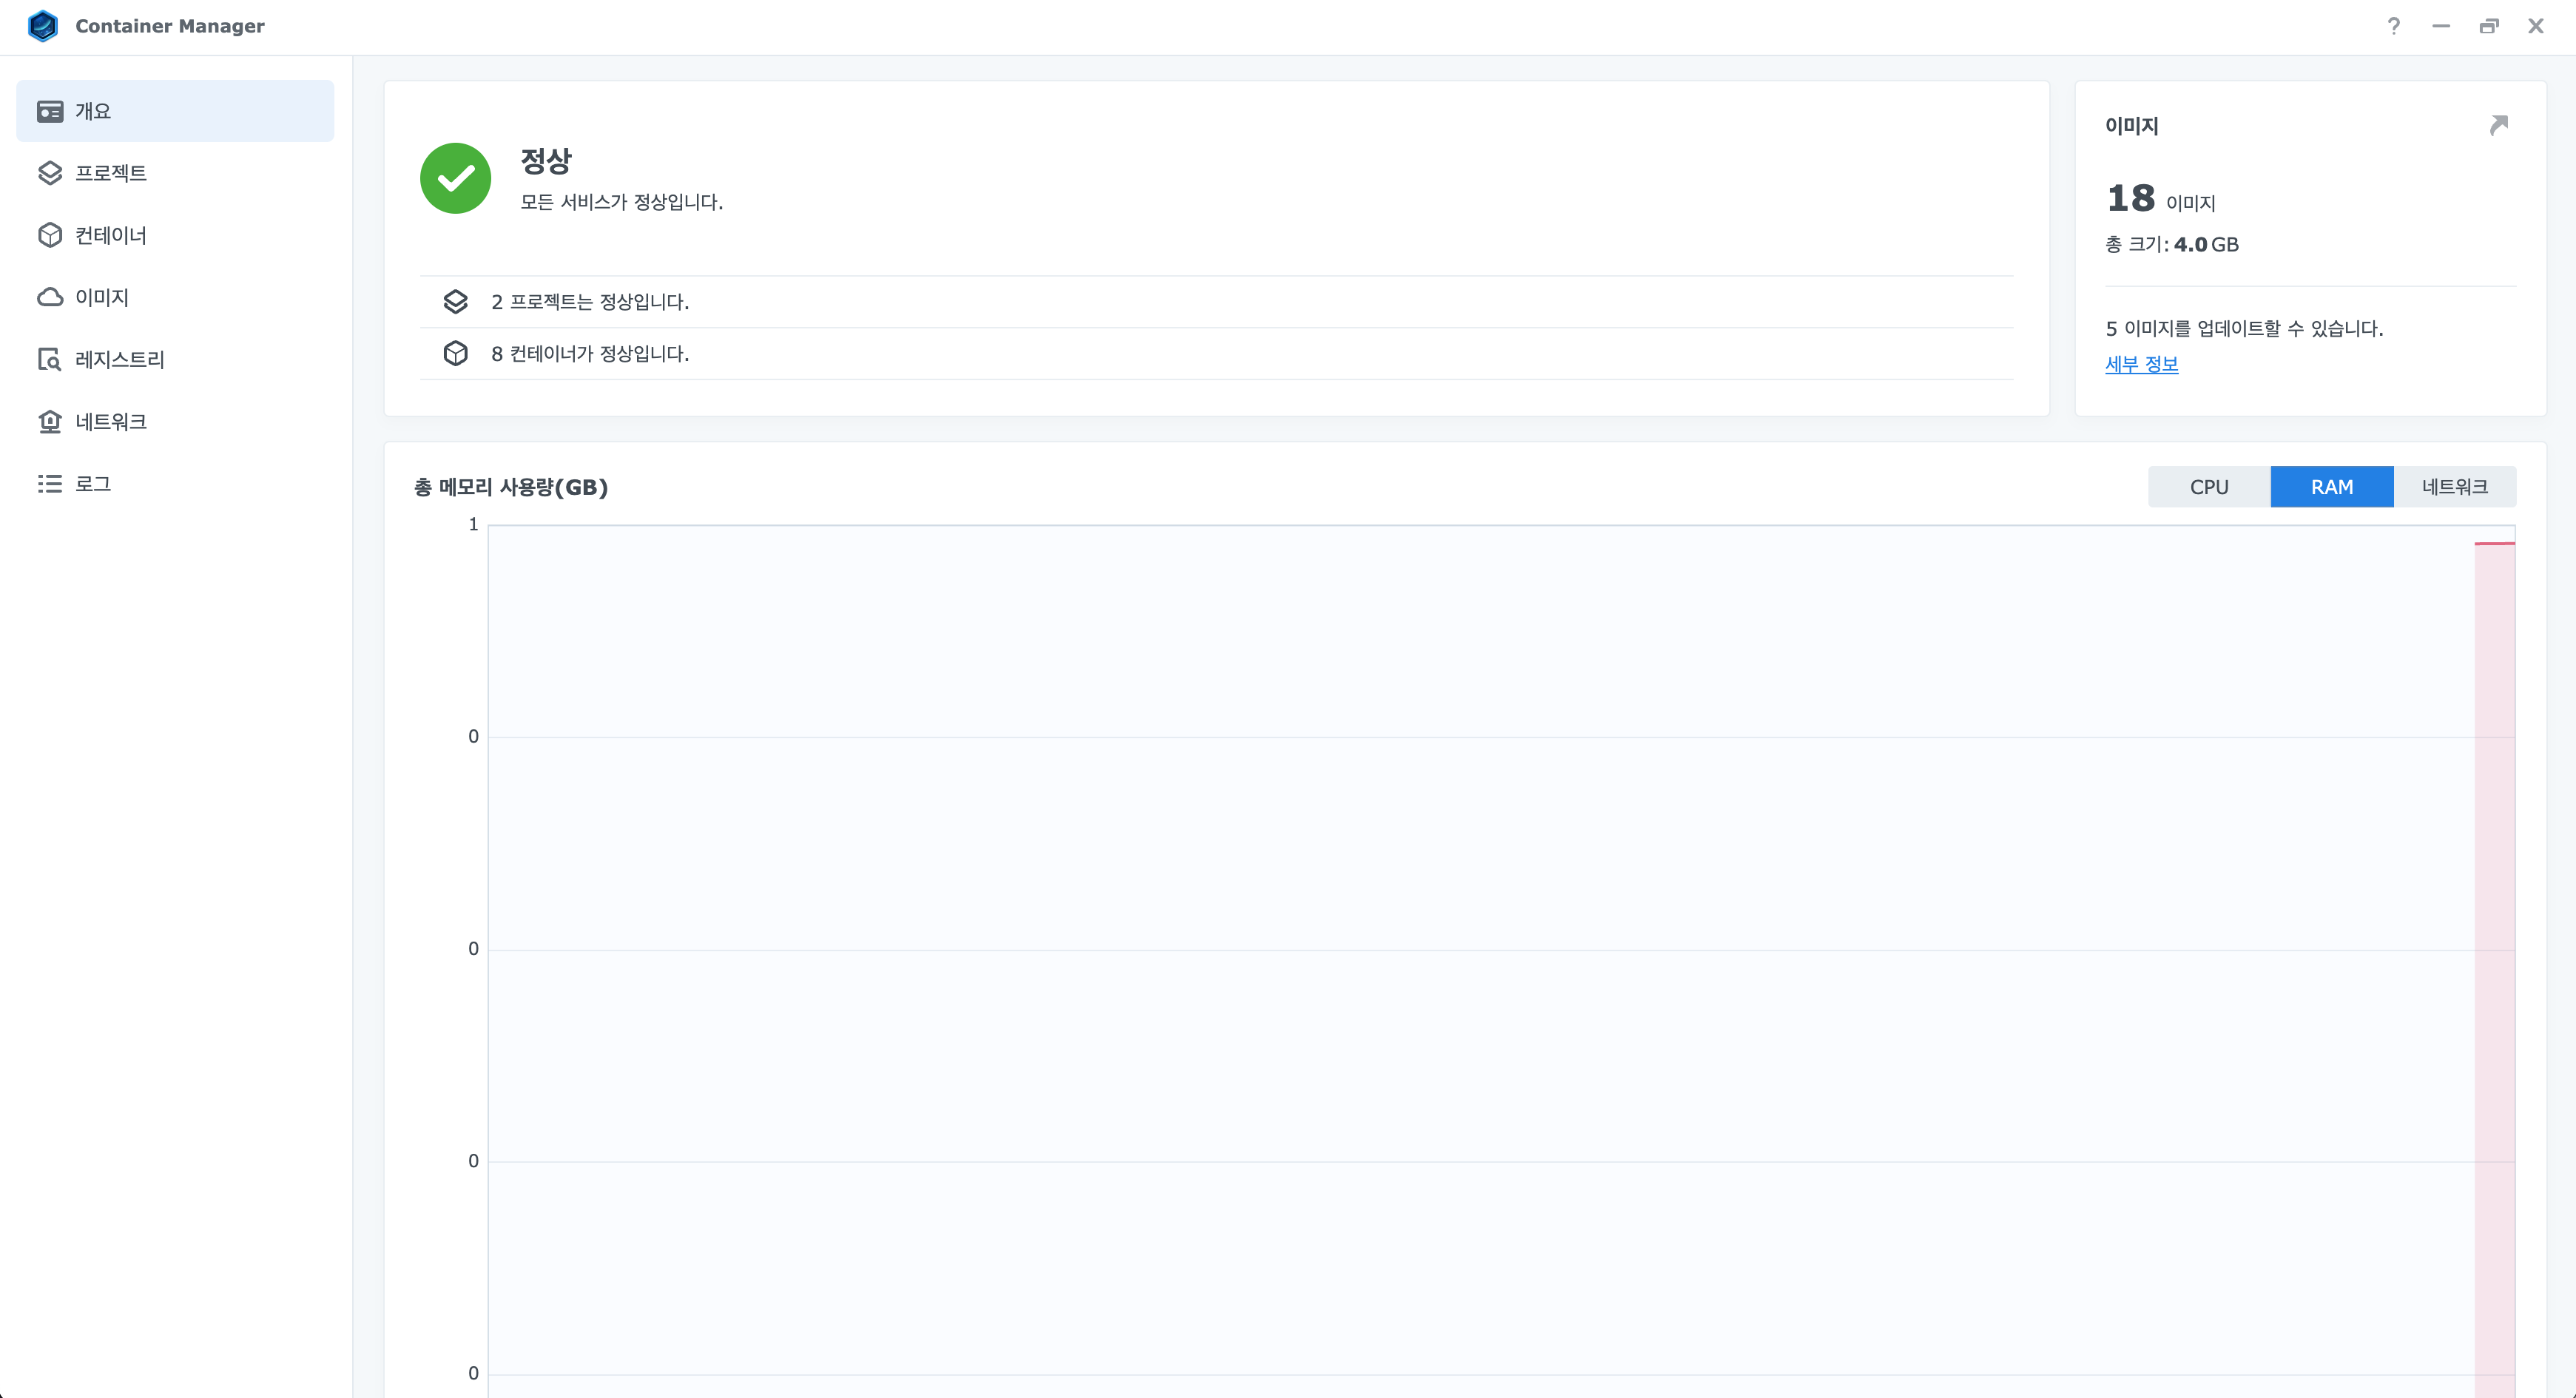 Container Manager
개요
프로젝트
컨테이너
이미지
레지스트리
네트워크
로그
정상
모든 서비스가 정상입니다.
2 프로젝트는 정상입니다.
8 컨테이너가 정상입니다.
이미지
18 이미지
총 크기: 4.0 GB
5 이미지를 업데이트할 수 있습니다.
세부 정보
총 메모리 사용량(GB)
CPU
RAM
네트워크
1
0
0
0
0